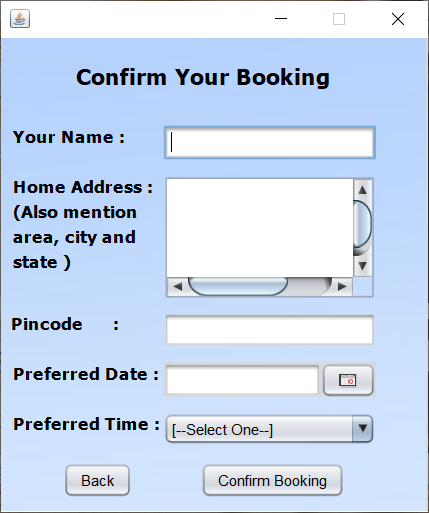 Confirm Your Booking
Your Name :
Home Address :
(Also mention
area, city and
state )
Pincode :
Preferred Date :
Preferred Time :
[--Select One--]
Back
Confirm Booking